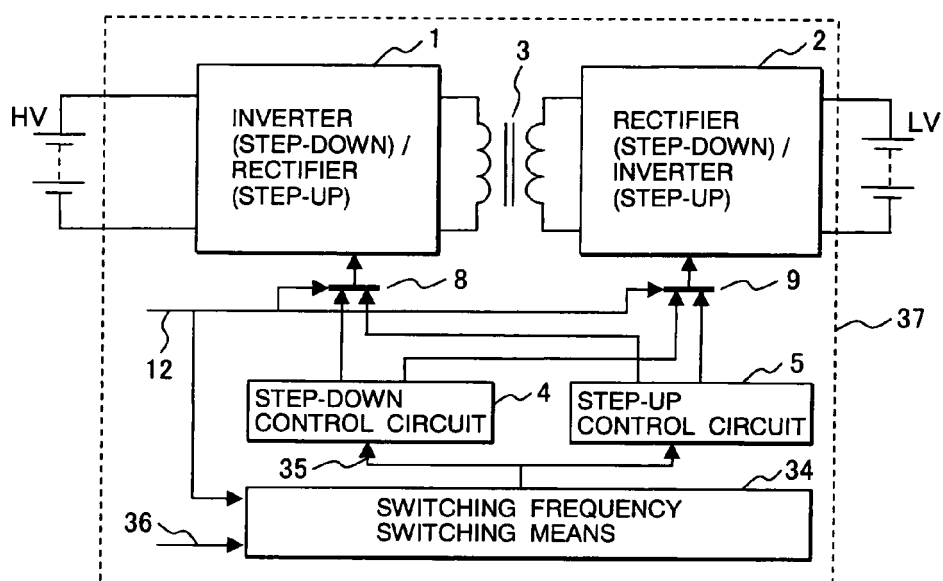 1
2
3
HV
INVERTER
(STEP-DOWN) /
RECTIFIER
(STEP-UP)
RECTIFIER
(STEP-DOWN) /
INVERTER
(STEP-UP)
LV
8
9
12
37
STEP-DOWN
CONTROL CIRCUIT
4
STEP-UP
CONTROL CIRCUIT
5
35
34
SWITCHING FREQUENCY
SWITCHING MEANS
36